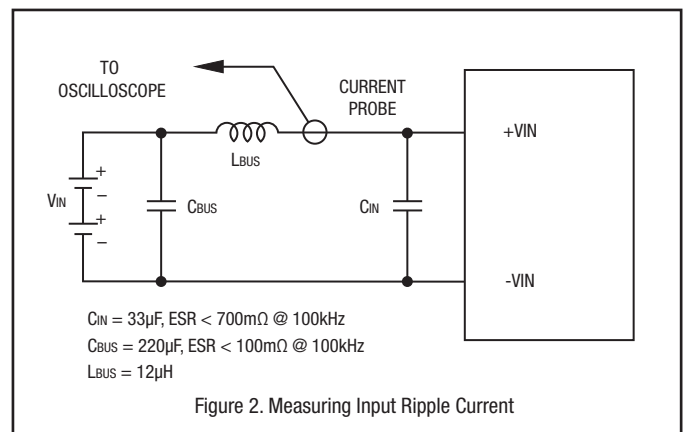 TO
OSCILLOSCOPE
CURRENT
PROBE
+VIN
LBUS
+
−
VIN
+
−
CBUS
CIN
-VIN
CIN = 33µF, ESR < 700mΩ @ 100kHz
CBUS = 220µF, ESR < 100mΩ @ 100kHz
LBUS = 12µH
Figure 2. Measuring Input Ripple Current